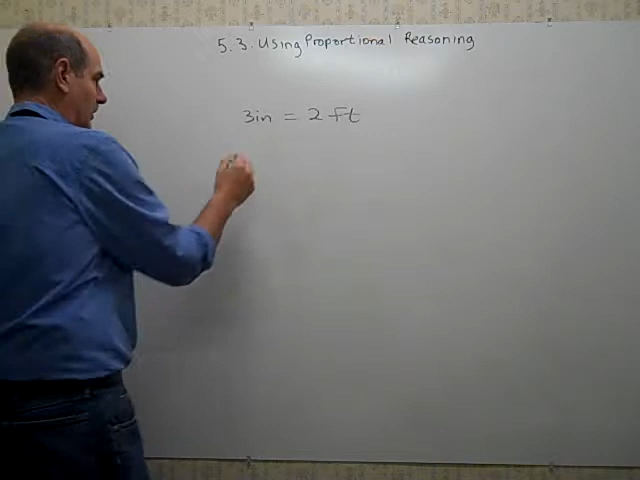 5.3. Using Proportional Reasoning
3in = 2 ft